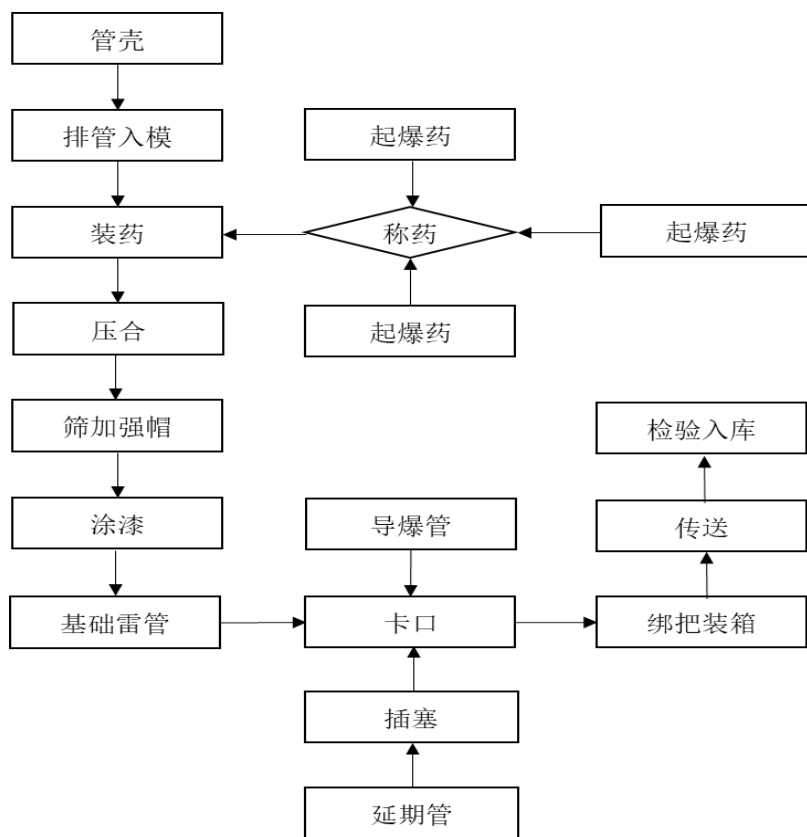 管壳
排管入模
起爆药
装药
称药
起爆药
压合
起爆药
筛加强帽
检验入库
涂漆
导爆管
传送
基础雷管
卡口
绑把装箱
插塞
延期管